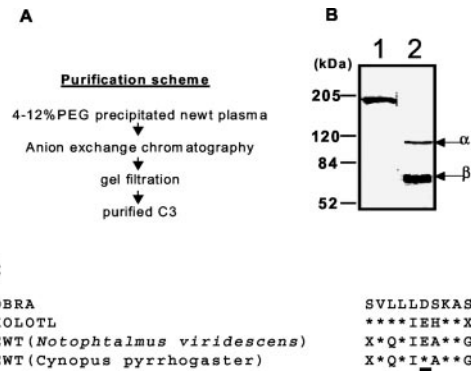 A
Purification scheme
4-12%PEG precipitated newt plasma
Anion exchange chromatography
gel filtration
purified C3
B
1 2
(kDa)
205
120
84
52
α
β
OBRA SVLLLDSKAS
XOLOTL ****IEH**X
EWT(Notophtalmus viridescens) X*Q*IEA**G
EWT(Cynopus pyrrhogaster) X*Q*I*A**G